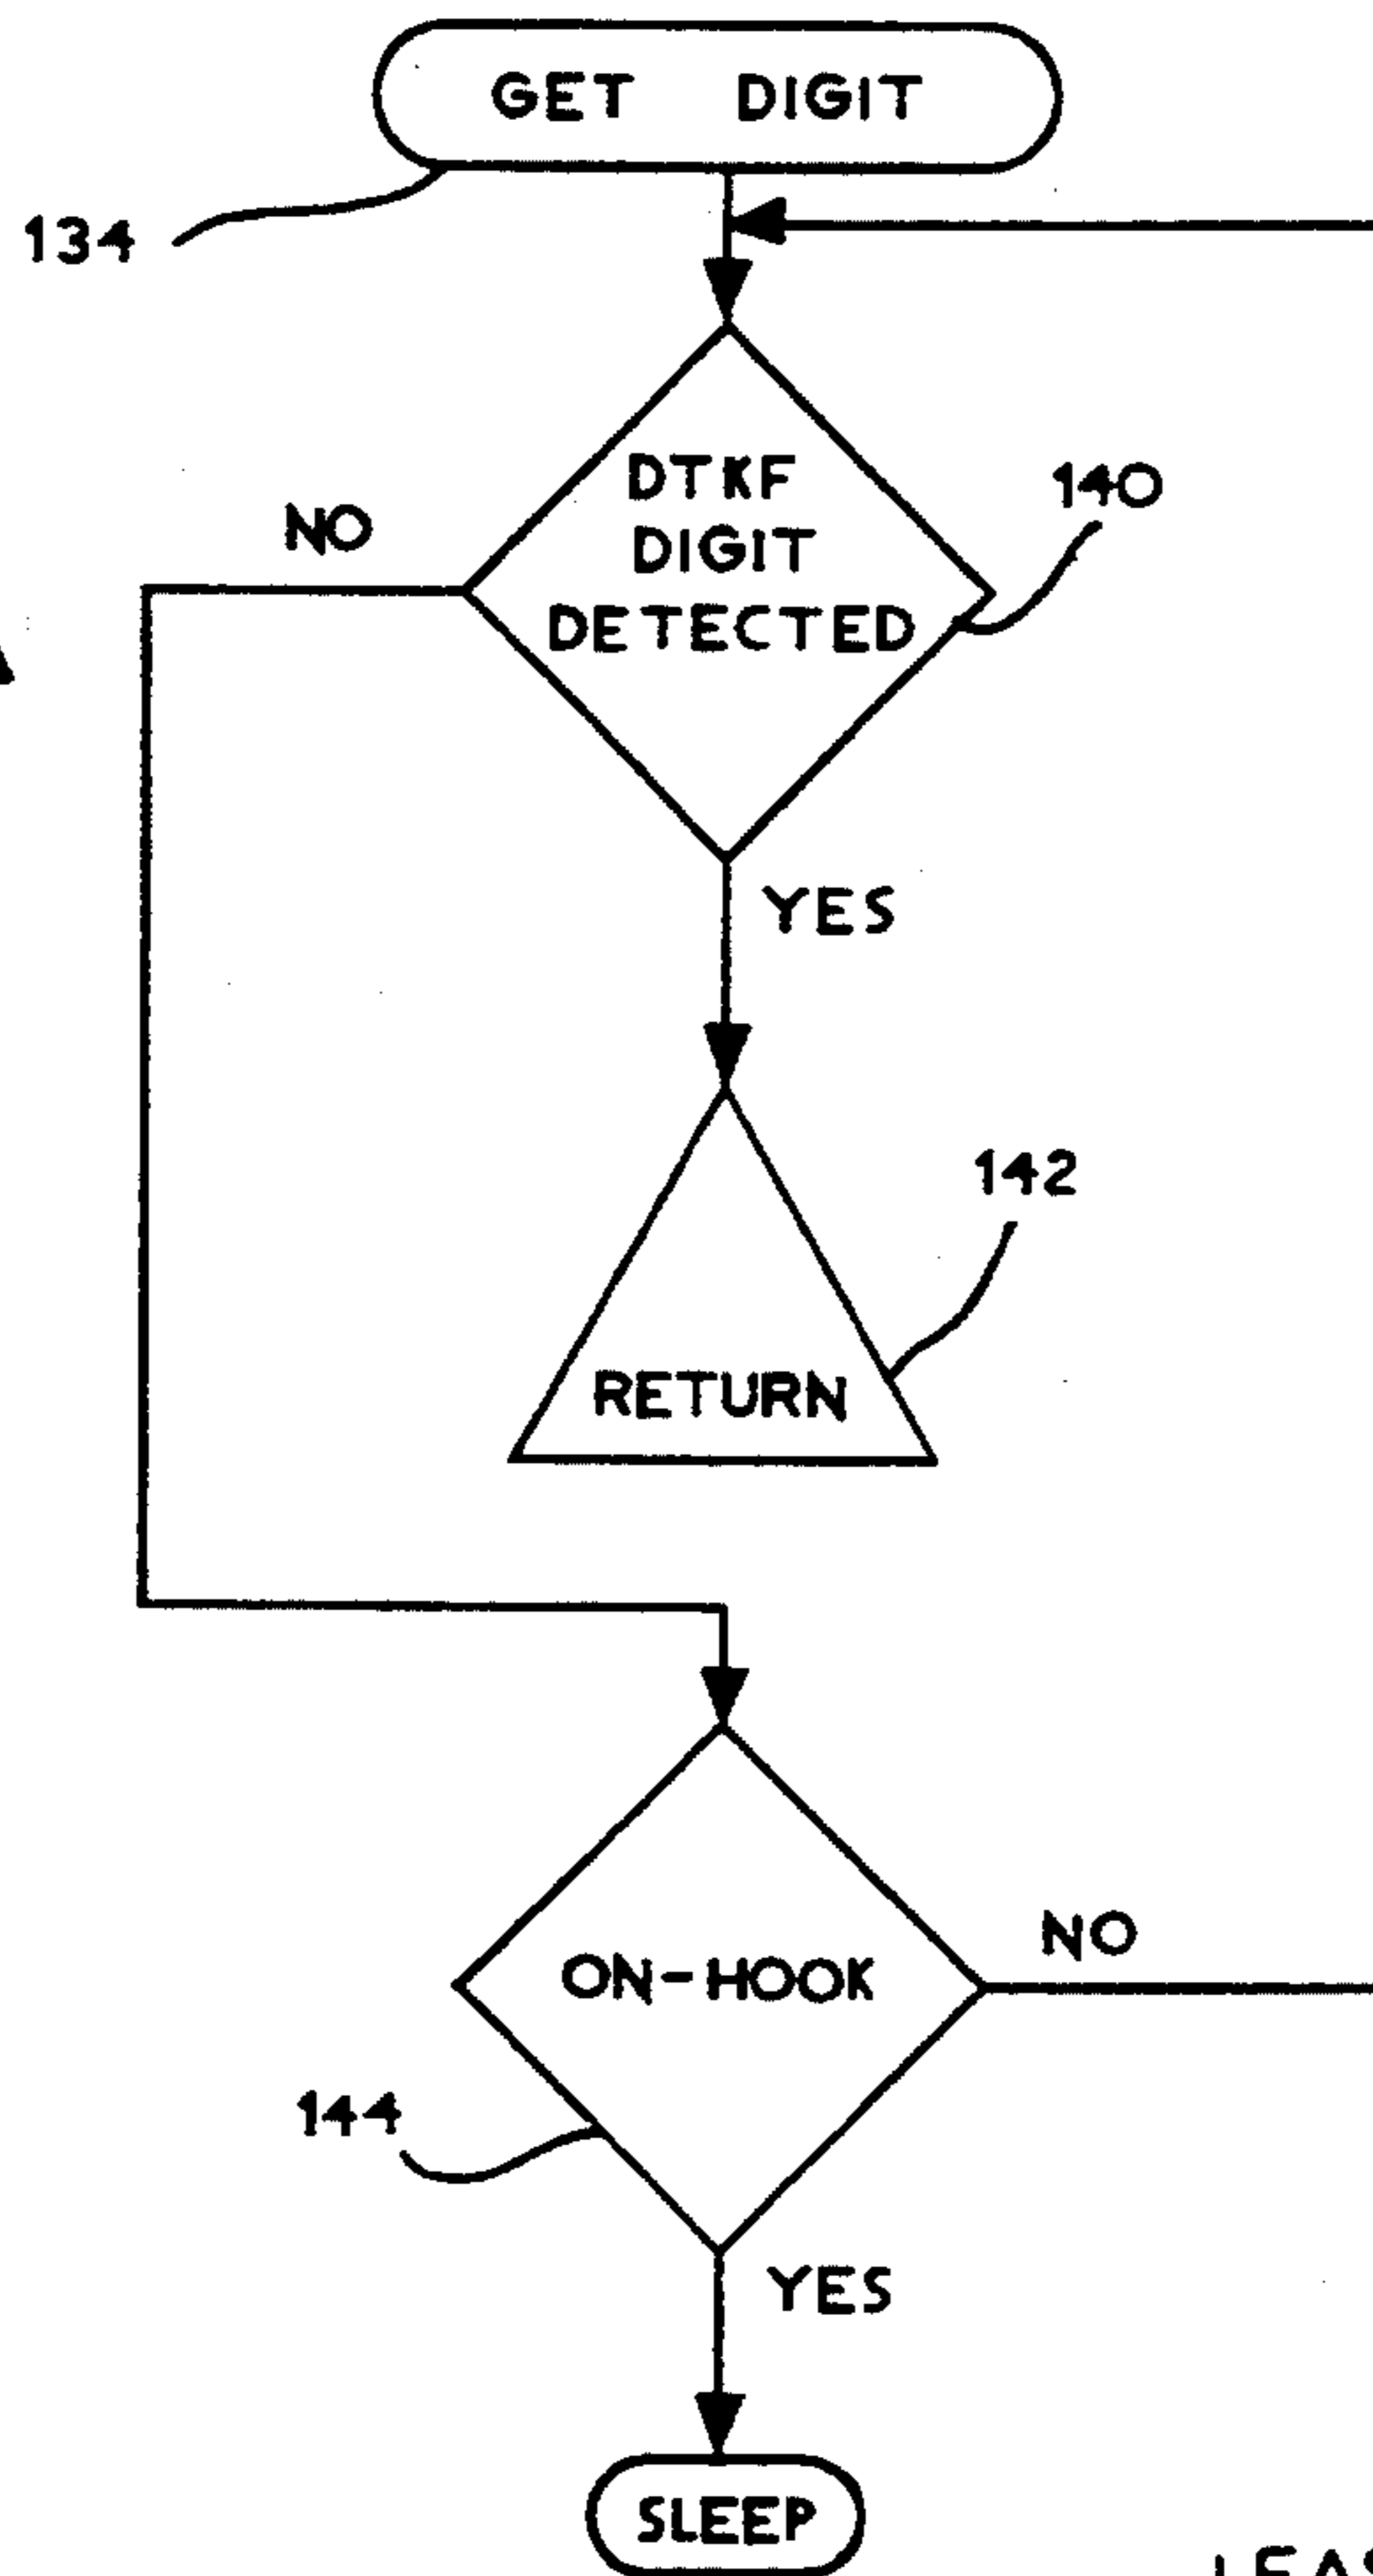 GET DIGIT
134
DTKF
DIGIT
DETECTED
140
NO
YES
142
RETURN
ON-HOOK
NO
144
YES
SLEEP